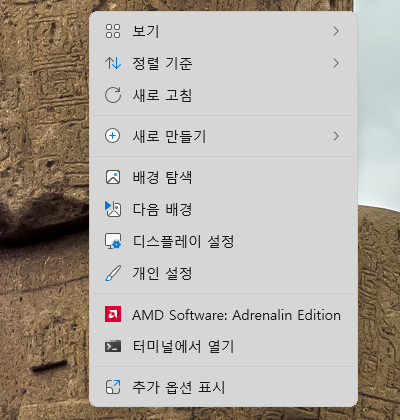 보기
정렬 기준
새로 고침
새로 만들기
배경 탐색
다음 배경
디스플레이 설정
개인 설정
AMD Software: Adrenalin Edition
터미널에서 열기
추가 옵션 표시